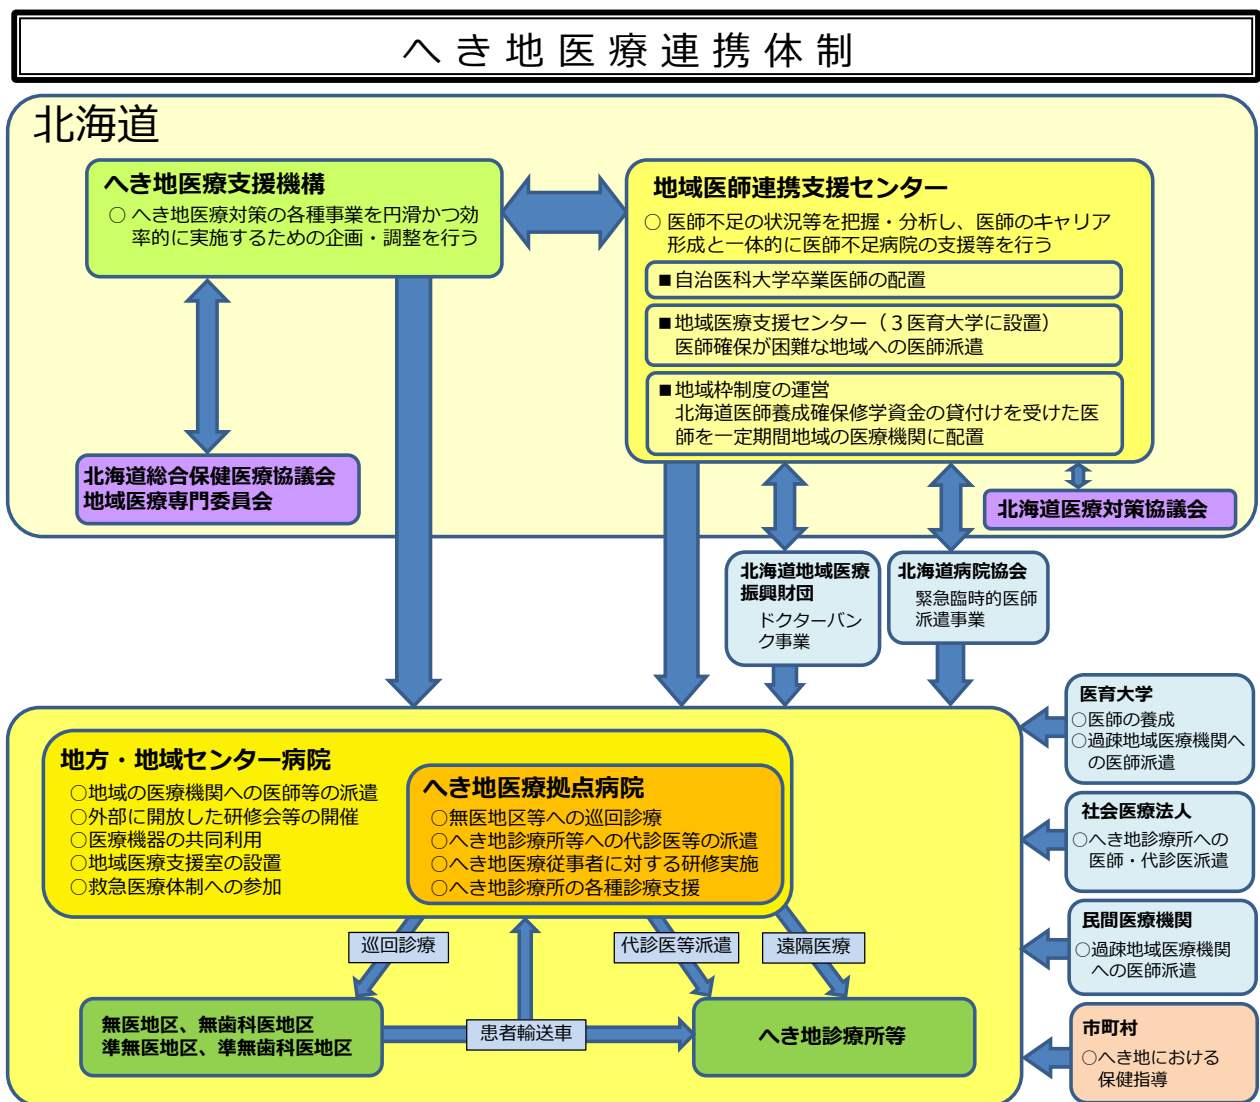 へき地医療連携体制
北海道
へき地医療支援機構
○ へき地医療対策の各種事業を円滑かつ効
率的に実施するための企画・調整を行う
地域医師連携支援センター
○ 医師不足の状況等を把握・分析し、医師のキャリア
形成と一体的に医師不足病院の支援等を行う
■自治医科大学卒業医師の配置
■地域医療支援センター（３医育大学に設置）
医師確保が困難な地域への医師派遣
■地域枠制度の運営
北海道医師養成確保修学資金の貸付けを受けた医
師を一定期間地域の医療機関に配置
北海道総合保健医療協議会
地域医療専門委員会
北海道医療対策協議会
北海道地域医療
振興財団
ドクターバン
ク事業
北海道病院協会
緊急臨時的医師
派遣事業
地方・地域センター病院
○地域の医療機関への医師等の派遣
○外部に開放した研修会等の開催
○医療機器の共同利用
○地域医療支援室の設置
○救急医療体制への参加
へき地医療拠点病院
○無医地区等への巡回診療
○へき地診療所等への代診医等の派遣
○へき地医療従事者に対する研修実施
○へき地診療所の各種診療支援
巡回診療
代診医等派遣
遠隔医療
無医地区、無歯科医地区
準無医地区、準無歯科医地区
患者輸送車
へき地診療所等
医育大学
○医師の養成
○過疎地域医療機関へ
の医師派遣
社会医療法人
○へき地診療所への
医師・代診医派遣
民間医療機関
○過疎地域医療機関
への医師派遣
市町村
○へき地における
保健指導